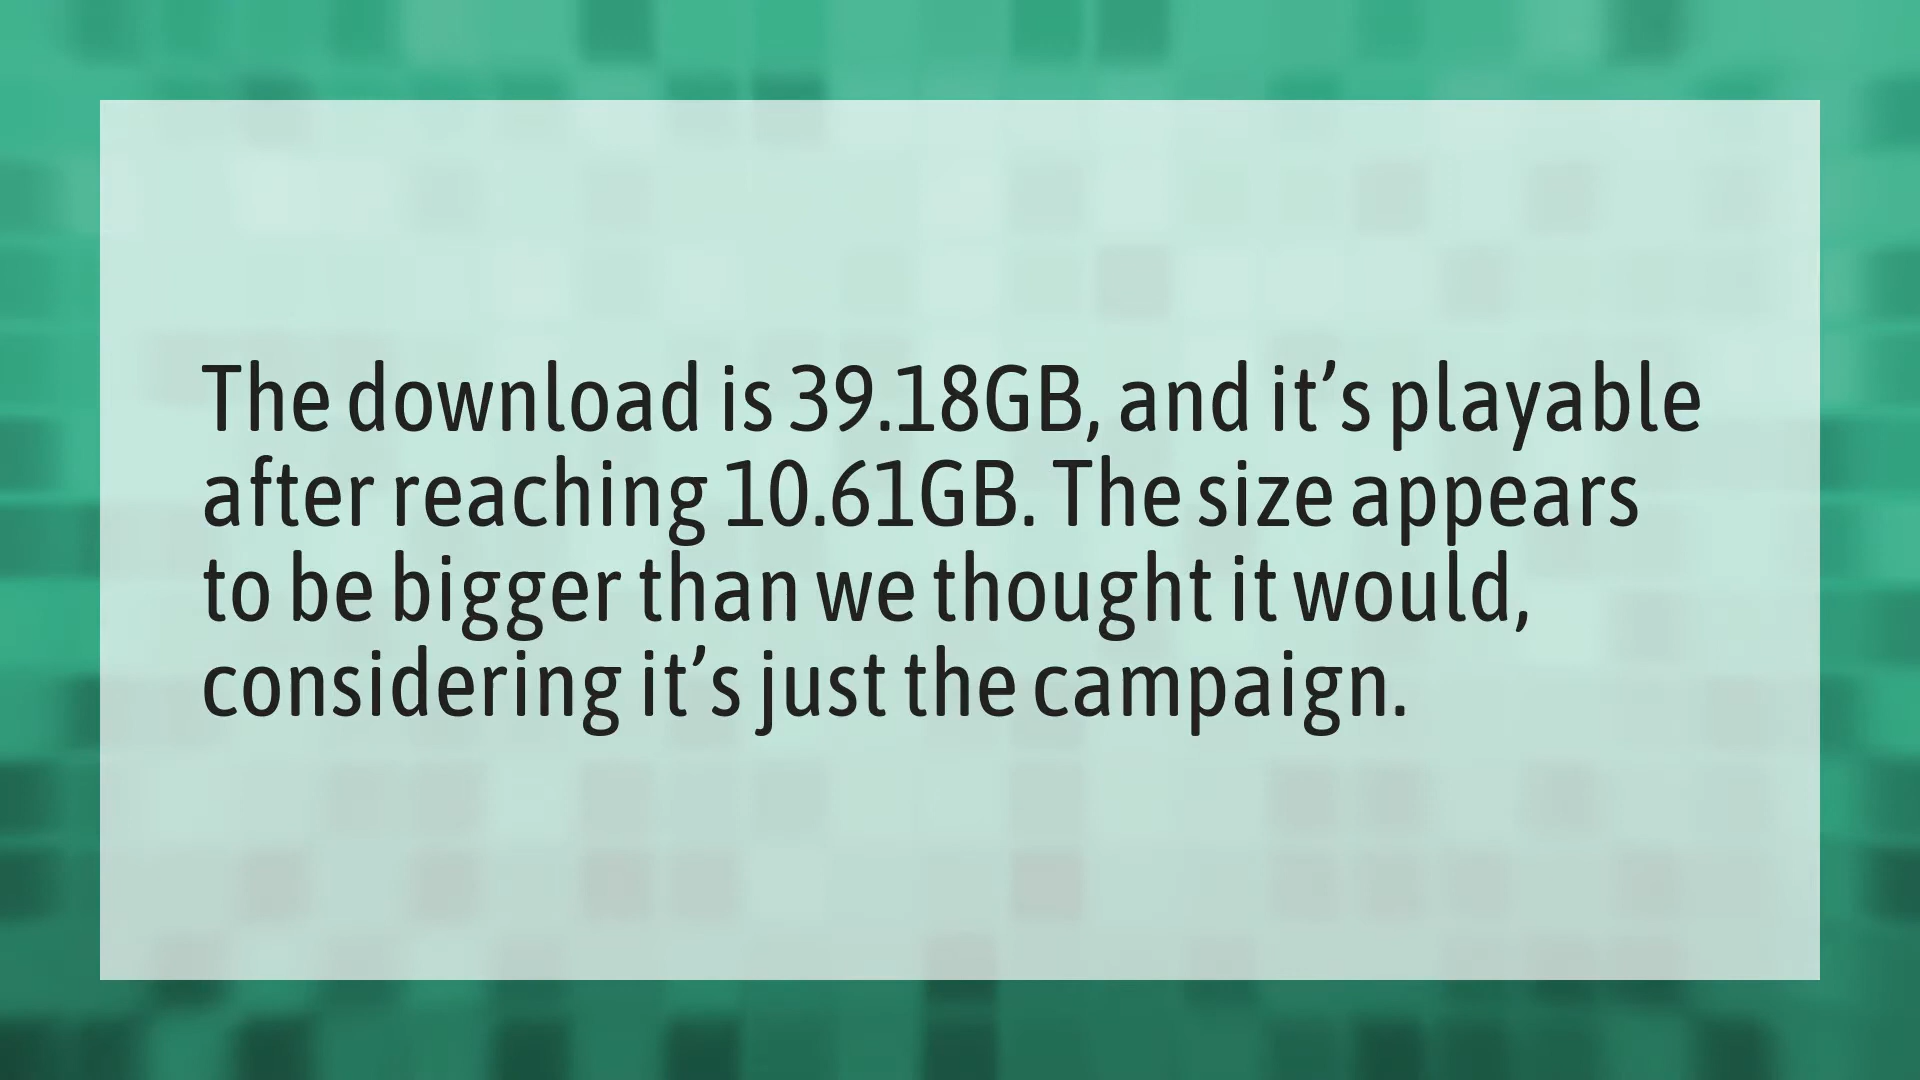 The download is 39.18GB, and it’s playable
after reaching 10.61GB. The size appears
to be bigger than we thought it would,
considering it’s just the campaign.